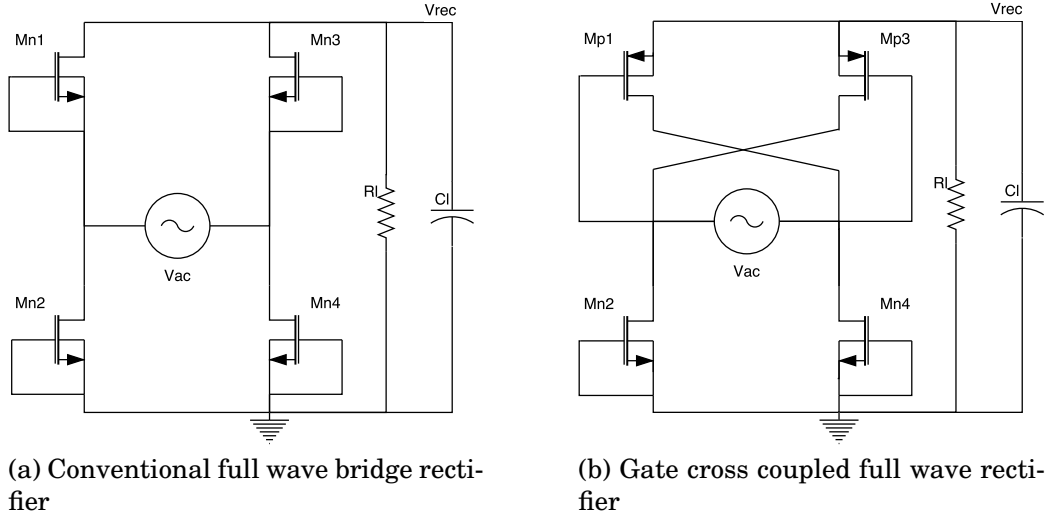 Vrec
Mn1
Mn3
Rl
Cl
Vac
Mn2
Mn4
(a) Conventional full wave bridge recti-
fier
Vrec
Mp1
Mp3
Rl
Cl
Vac
Mn2
Mn4
(b) Gate cross coupled full wave recti-
fier